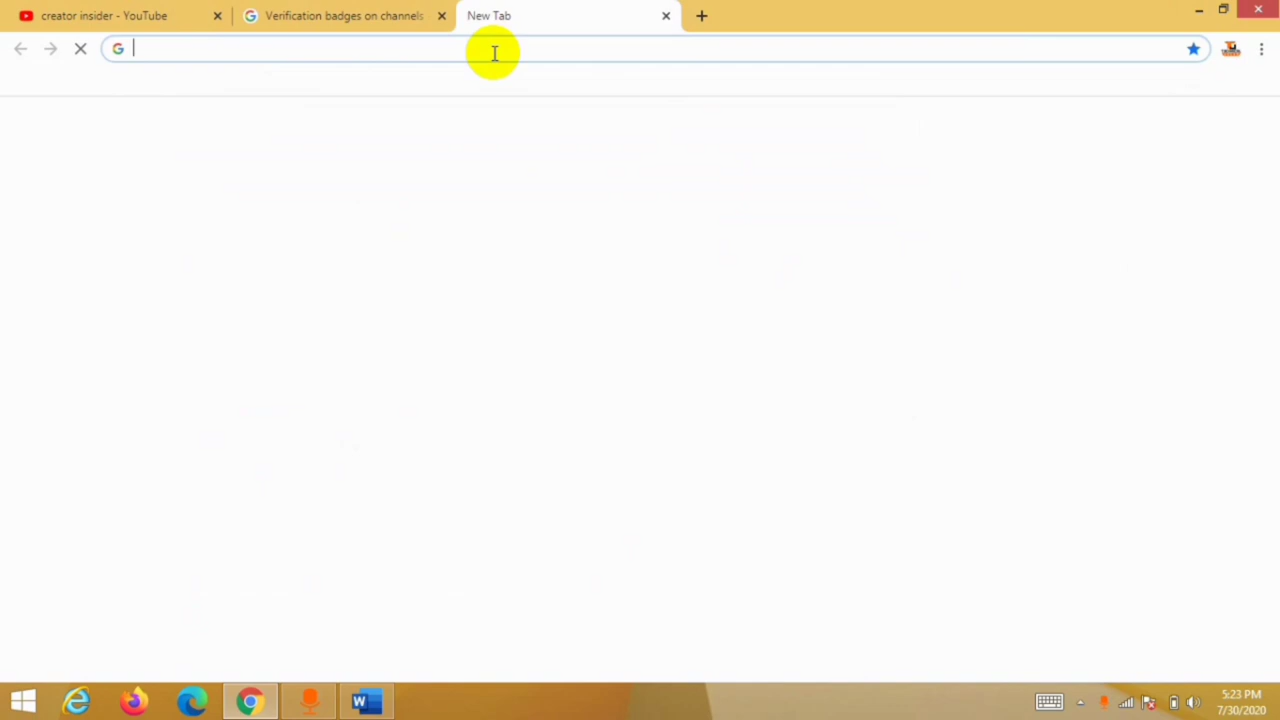 creator insider - YouTube
Verification badges on channels
New Tab
5:23 PM
7/30/2020